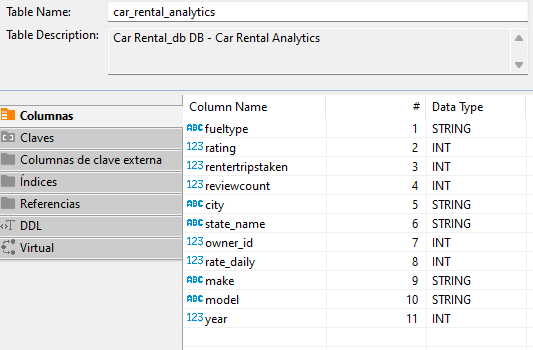 Table Name: car_rental_analytics
Table Description: Car Rental_db DB - Car Rental Analytics
Columnas
Claves
Columnas de clave externa
Índices
Referencias
DDL
Virtual
Column Name # Data Type
ABC fueltype 1 STRING
123 rating 2 INT
123 rentertripstaken 3 INT
123 reviewcount 4 INT
ABC city 5 STRING
ABC state_name 6 STRING
123 owner_id 7 INT
123 rate_daily 8 INT
ABC make 9 STRING
ABC model 10 STRING
123 year 11 INT